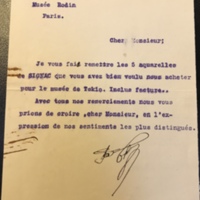 Musée Rodin
Paris.
Cher Monsieur;
Je vous fais remettre les 5 aquarelles
de SIGNAC que vous avez bien voulu nous acheter
pour le musée de Tokio. Inclus facture..
Avec tous nos remerciements nous vous
prions de croire ,cher Monsieur, en l'ex-
pression de nos sentiments les plus distingués.